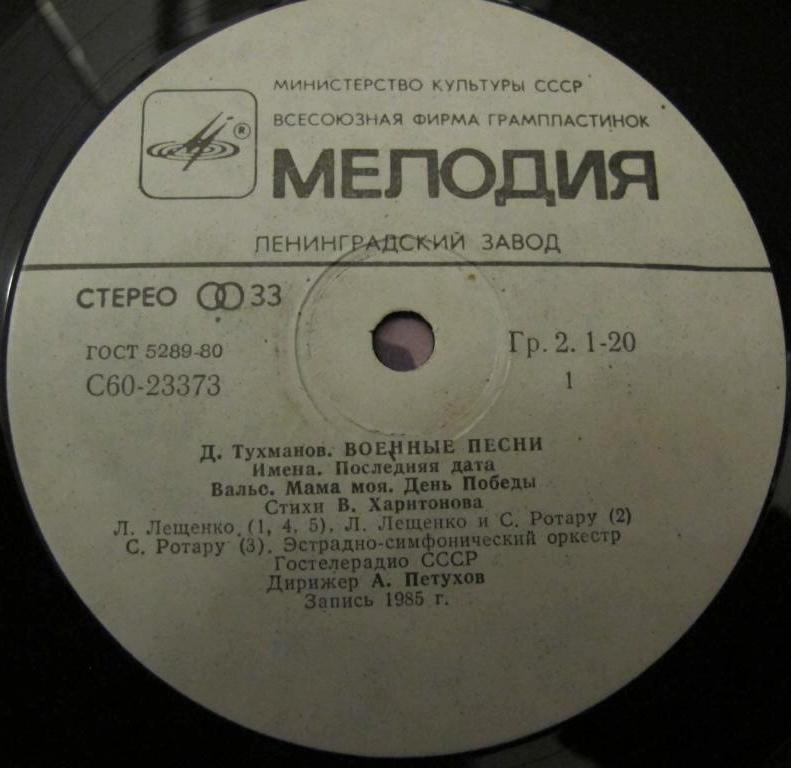 МИНИСТЕРСТВО КУЛЬТУРЫ СССР
ВСЕСОЮЗНАЯ ФИРМА ГРАМПЛАСТИНОК
®
МЕЛОДИЯ
ЛЕНИНГРАДСКИЙ ЗАВОД
СТЕРЕО 33
ГОСТ 5289-80
Гр. 2. 1-20
С60-23373
1
Д. Тухманов. ВОЕННЫЕ ПЕСНИ
Имена. Последняя дата
Вальс. Мама моя. День Победы
Стихи В. Харитонова
Л. Лещенко (1, 4, 5), Л. Лещенко и С. Ротару (2)
С. Ротару (3). Эстрадно-симфонический оркестр
Гостелерадио СССР
Дирижер А. Петухов
Запись 1985 г.